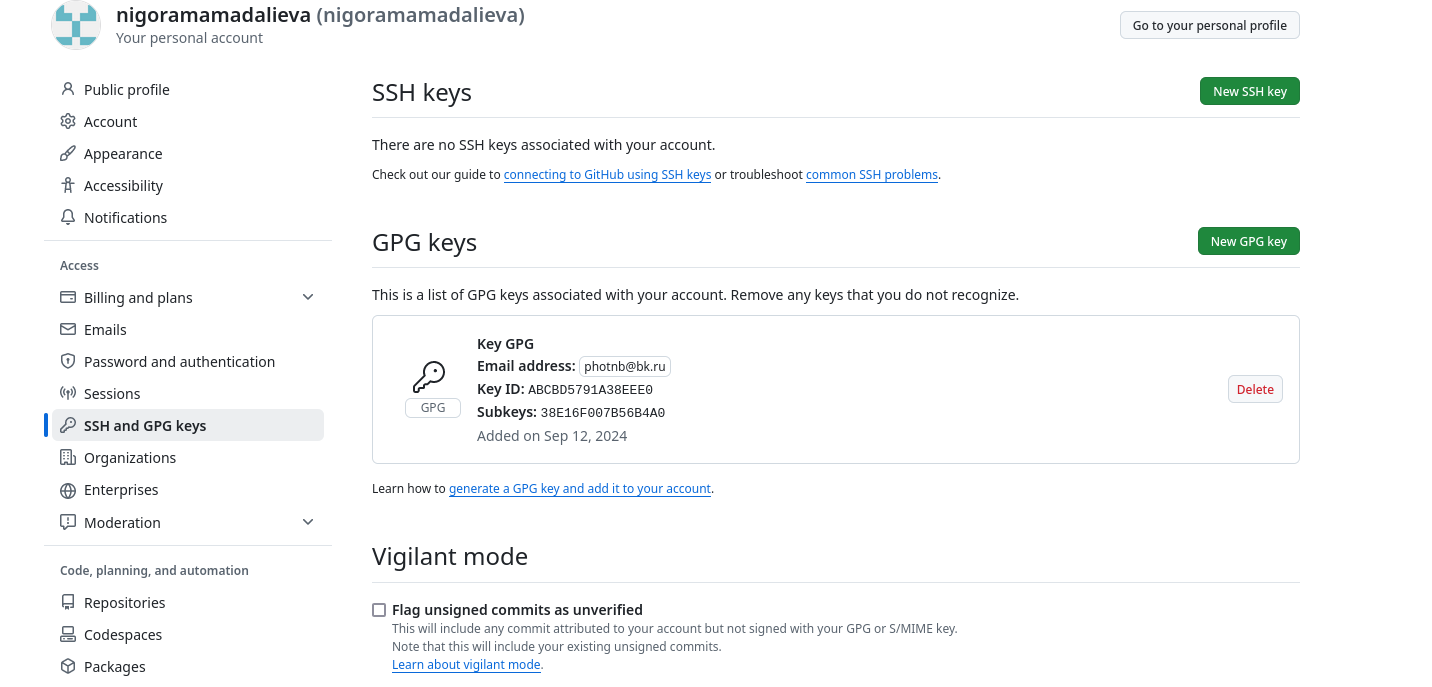 nigoramamadalieva (nigoramamadalieva)
Your personal account
Go to your personal profile
Public profile
Account
Appearance
Accessibility
Notifications
Access
Billing and plans
Emails
Password and authentication
Sessions
SSH and GPG keys
Organizations
Enterprises
Moderation
Code, planning, and automation
Repositories
Codespaces
Packages
SSH keys
New SSH key
There are no SSH keys associated with your account.
Check out our guide to connecting to GitHub using SSH keys or troubleshoot common SSH problems.
GPG keys
New GPG key
This is a list of GPG keys associated with your account. Remove any keys that you do not recognize.
GPG
Key GPG
Email address: photnb@bk.ru
Key ID: ABCBD5791A38EEE0
Subkeys: 38E16F007B56B4A0
Added on Sep 12, 2024
Delete
Learn how to generate a GPG key and add it to your account.
Vigilant mode
Flag unsigned commits as unverified
This will include any commit attributed to your account but not signed with your GPG or S/MIME key.
Note that this will include your existing unsigned commits.
Learn about vigilant mode.